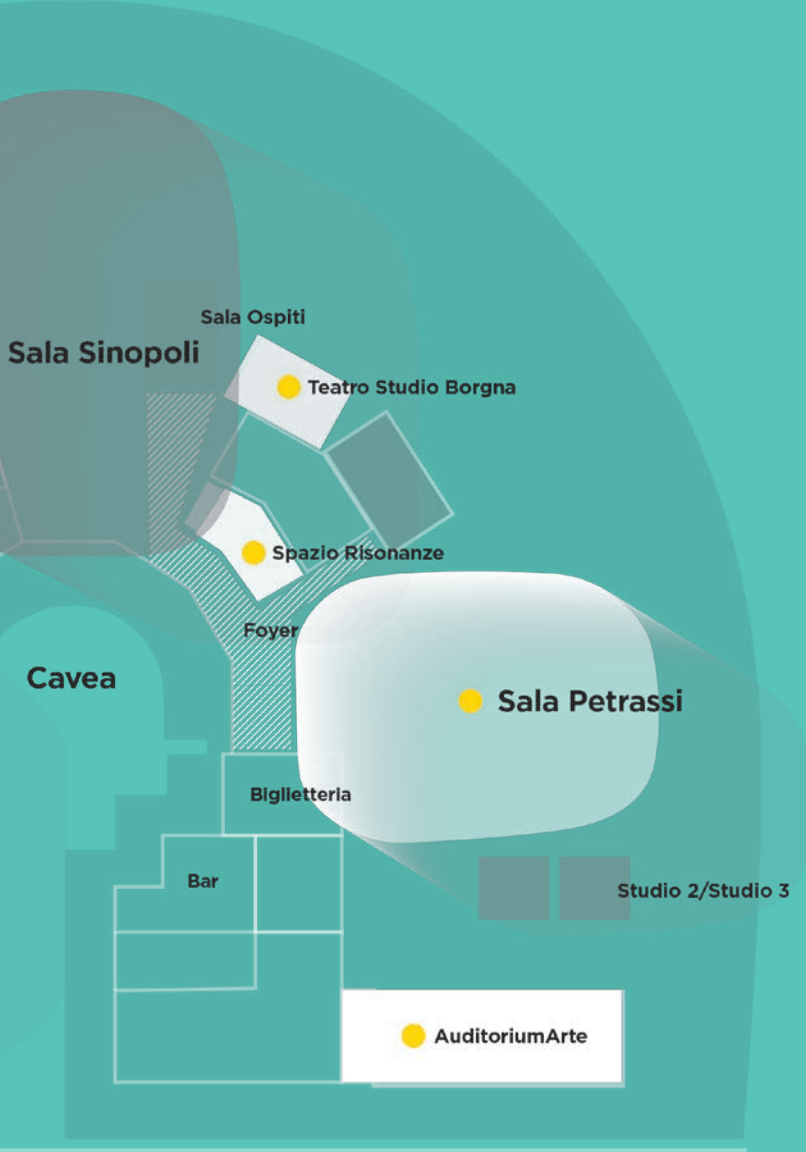 Sala Ospiti
Sala Sinopoli
Teatro Studio Borgna
Spazio Risonanze
Foyer
Cavea
Sala Petrassi
Biglietteria
Bar
Studio 2/Studio 3
AuditoriumArte